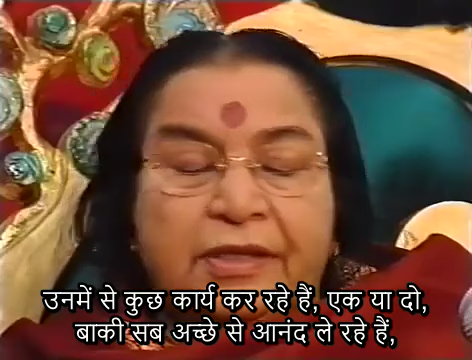 उनमें से कुछ कार्य कर रहे हैं, एक या दो,
बाकी सब अच्छे से आनंद ले रहे हैं,